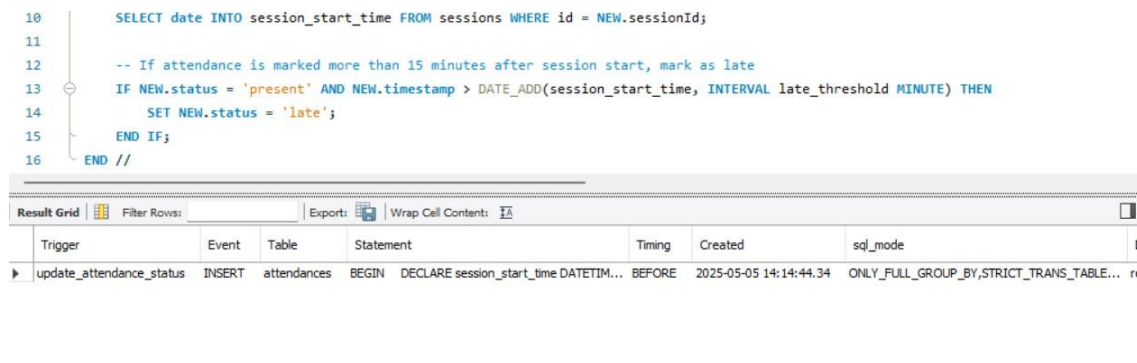 10 SELECT date INTO session_start_time FROM sessions WHERE id = NEW.sessionId;
11
12 -- If attendance is marked more than 15 minutes after session start, mark as late
13 IF NEW.status = 'present' AND NEW.timestamp > DATE_ADD(session_start_time, INTERVAL late_threshold MINUTE) THEN
14 SET NEW.status = 'late';
15 END IF;
16 END //
Result Grid Filter Rows: Export: Wrap Cell Content: IA
Trigger Event Table Statement Timing Created sql_mode
update_attendance_status INSERT attendances BEGIN DECLARE session_start_time DATETIM... BEFORE 2025-05-05 14:14:44.34 ONLY_FULL_GROUP_BY,STRICT_TRANS_TABLE...